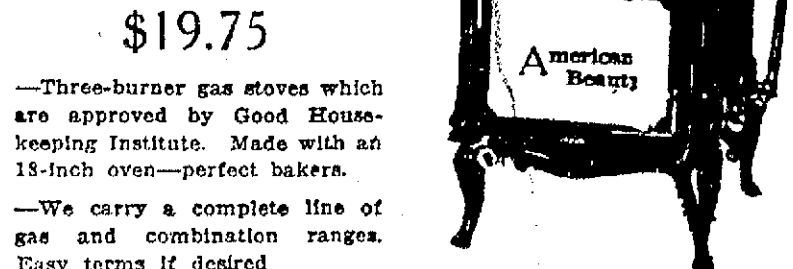 $19.75
—Three-burner gas stoves which
are approved by Good House-
keeping Institute. Made with an
18-inch oven—perfect bakers.
—We carry a complete line of
gas and combination ranges.
Easy terms if desired
American
Beauty